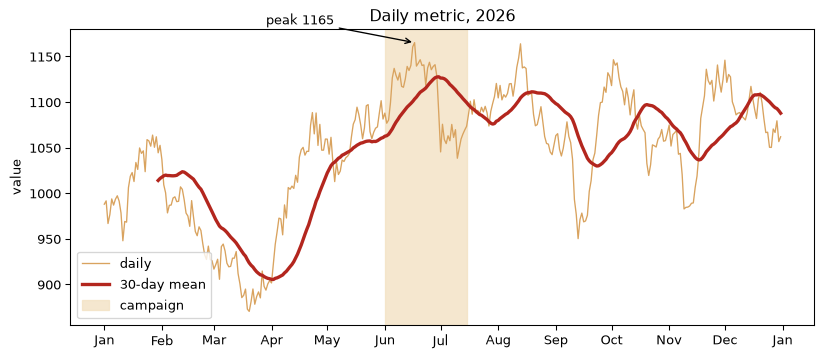 Daily metric, 2026
peak 1165
value
1150
1100
1050
1000
950
900
daily
30-day mean
campaign
Jan Feb Mar Apr May Jun Jul Aug Sep Oct Nov Dec Jan